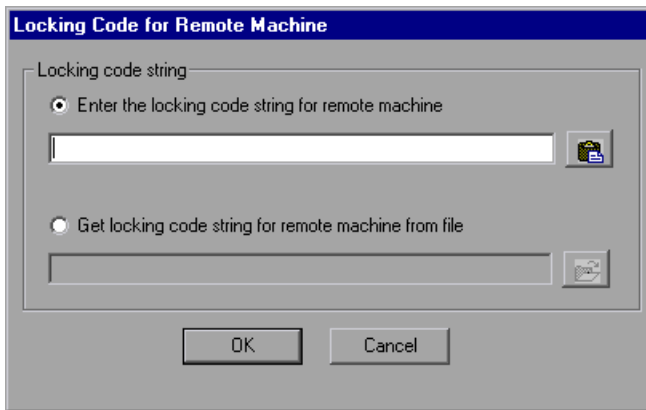 Locking Code for Remote Machine
Locking code string
Enter the locking code string for remote machine
Get locking code string for remote machine from file
OK Cancel